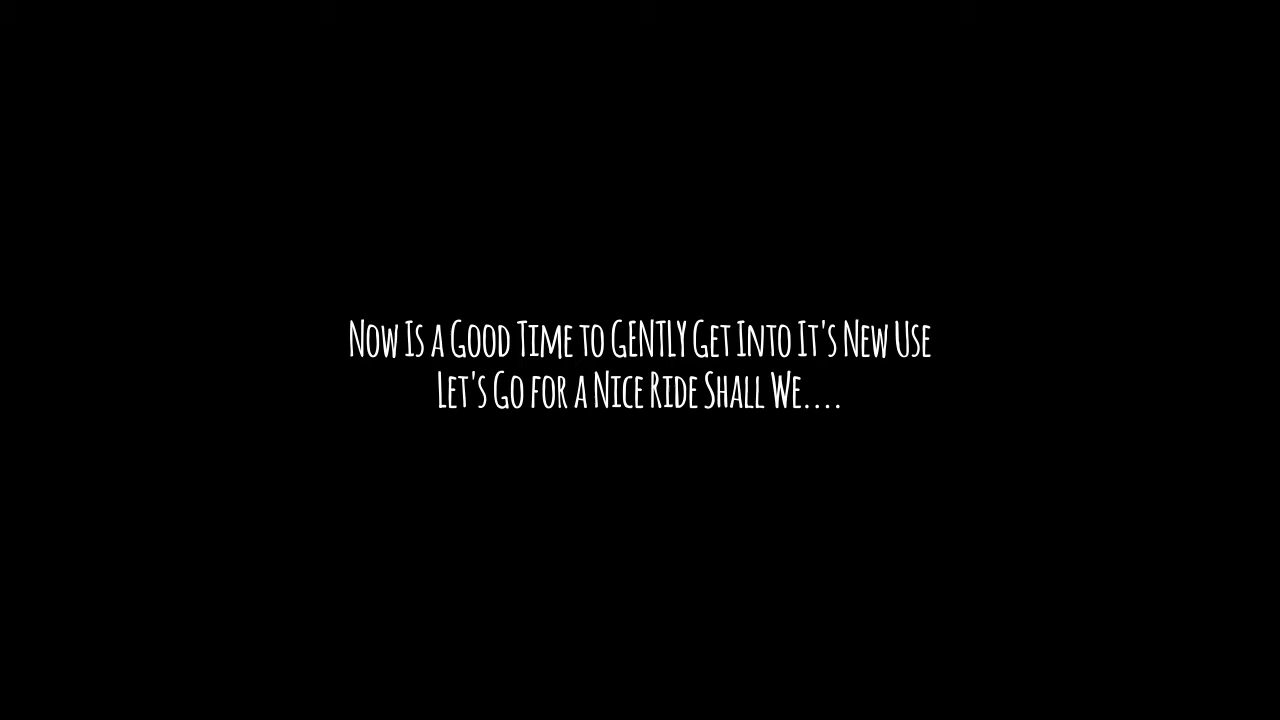 Now Is a Good Time to GENTLY Get Into It's New Use
Let's Go for a Nice Ride Shall We....